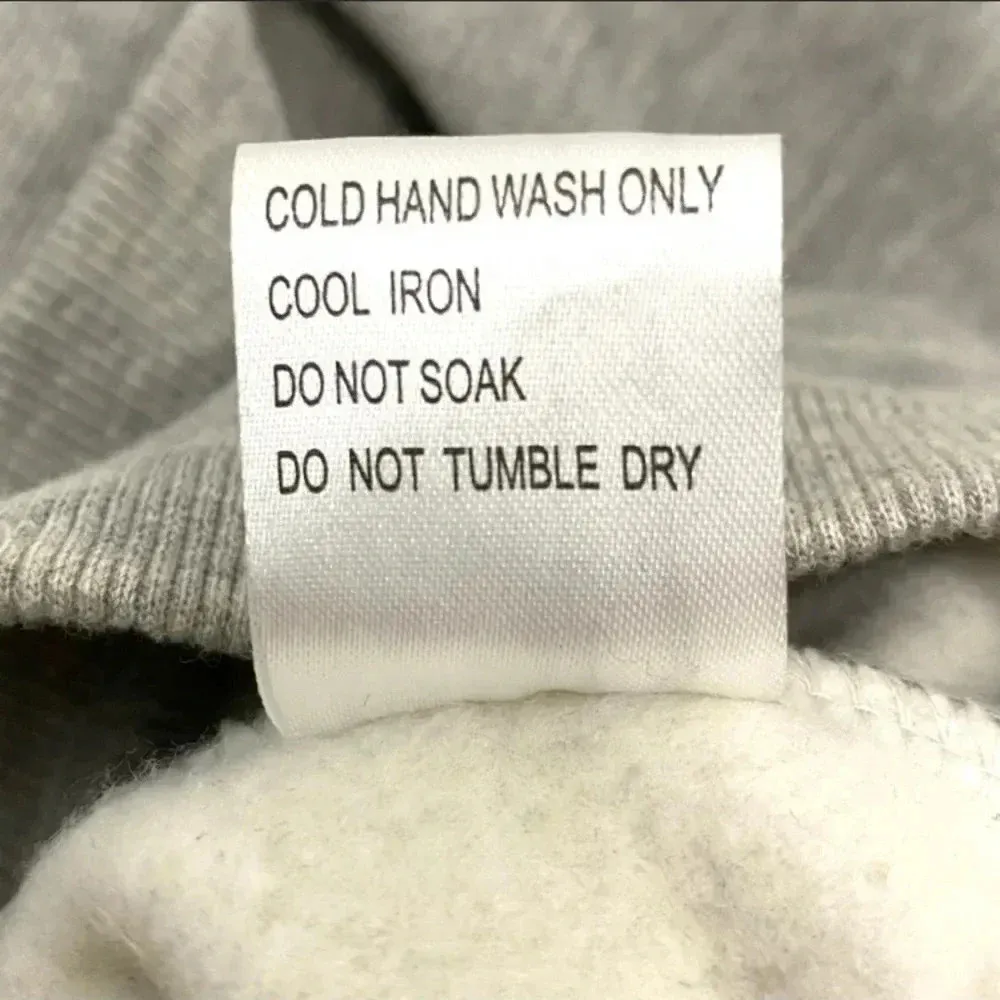 COLD HAND WASH ONLY
COOL IRON
DO NOT SOAK
DO NOT TUMBLE DRY